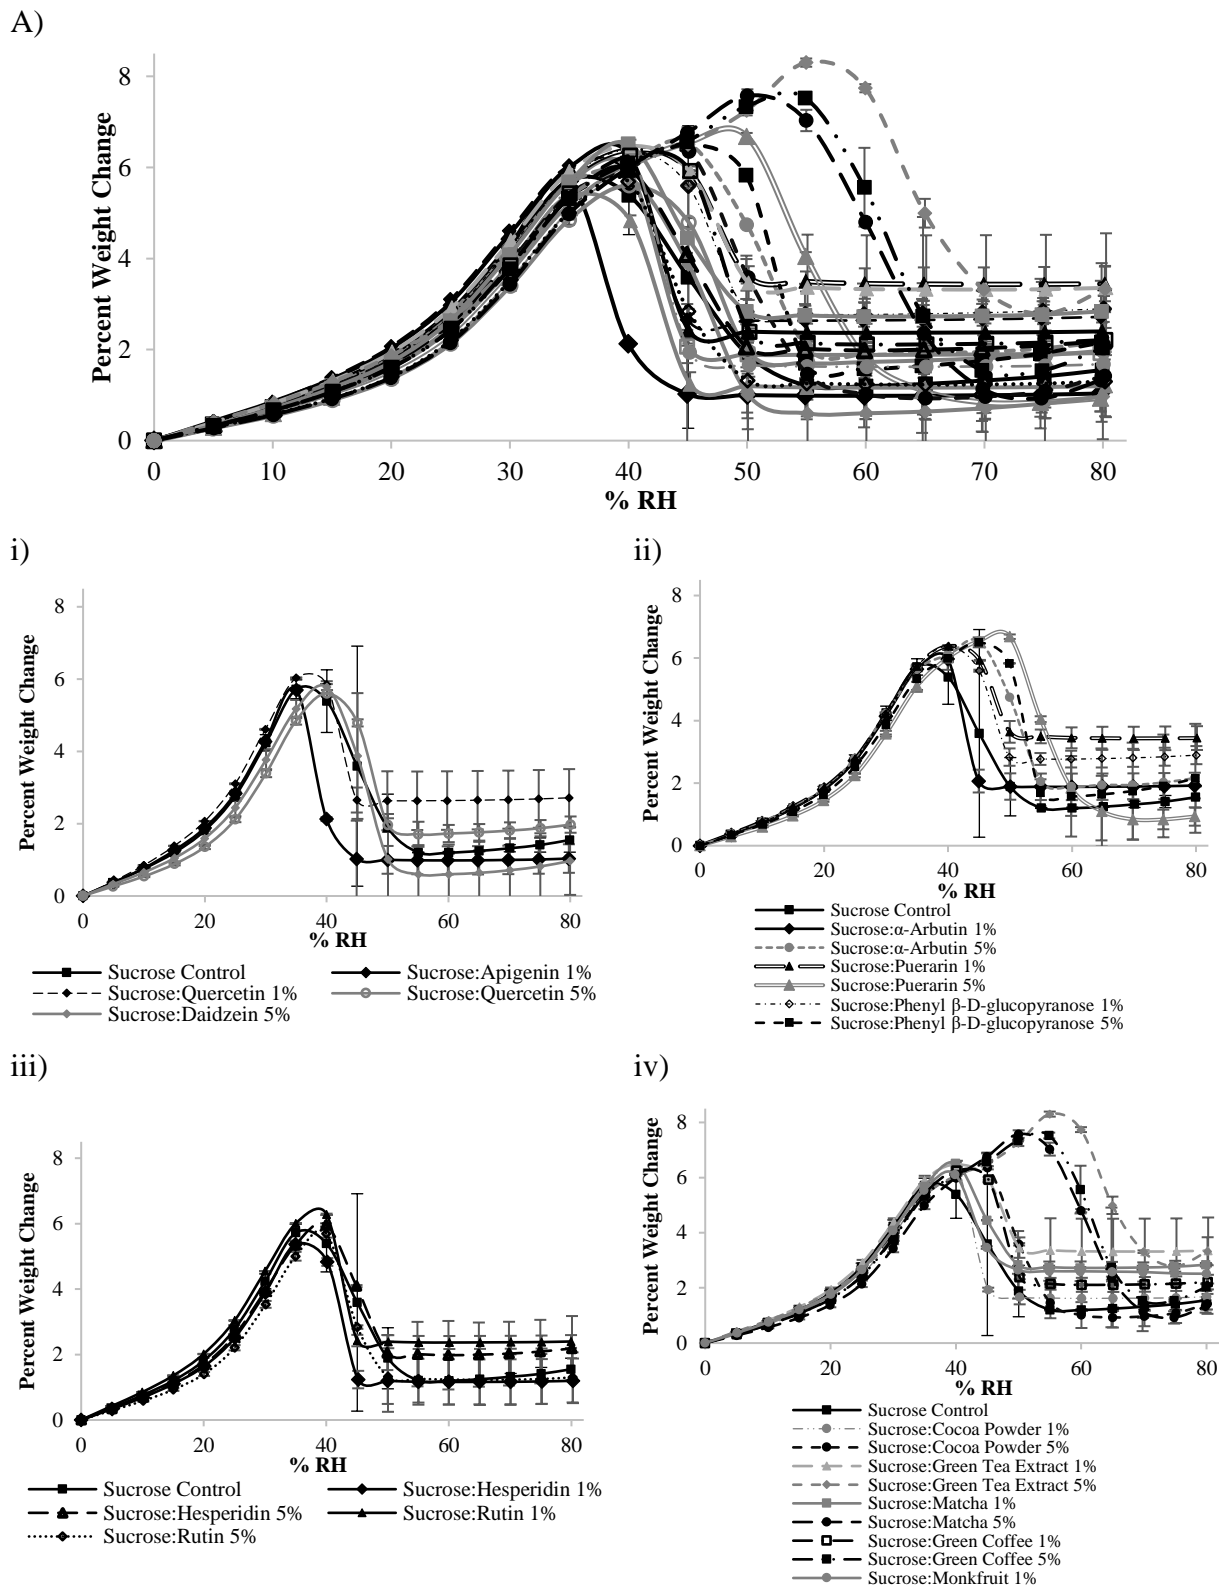 A)
Percent Weight Change
8
6
4
2
0
0 10 20 30 40 50 60 70 80
% RH
i)
Percent Weight Change
8
6
4
2
0
0 20 40 60 80
% RH
Sucrose Control
Sucrose:Apigenin 1%
Sucrose:Quercetin 1%
Sucrose:Quercetin 5%
Sucrose:Daidzein 5%
ii)
Percent Weight Change
8
6
4
2
0
0 20 40 60 80
% RH
Sucrose Control
Sucrose:α-Arbutin 1%
Sucrose:α-Arbutin 5%
Sucrose:Puerarin 1%
Sucrose:Puerarin 5%
Sucrose:Phenyl β-D-glucopyranose 1%
Sucrose:Phenyl β-D-glucopyranose 5%
iii)
Percent Weight Change
8
6
4
2
0
0 20 40 60 80
% RH
Sucrose Control
Sucrose:Hesperidin 1%
Sucrose:Hesperidin 5%
Sucrose:Rutin 1%
Sucrose:Rutin 5%
iv)
Percent Weight Change
8
6
4
2
0
0 20 40 60 80
% RH
Sucrose Control
Sucrose:Cocoa Powder 1%
Sucrose:Cocoa Powder 5%
Sucrose:Green Tea Extract 1%
Sucrose:Green Tea Extract 5%
Sucrose:Matcha 1%
Sucrose:Matcha 5%
Sucrose:Green Coffee 1%
Sucrose:Green Coffee 5%
Sucrose:Monkfruit 1%